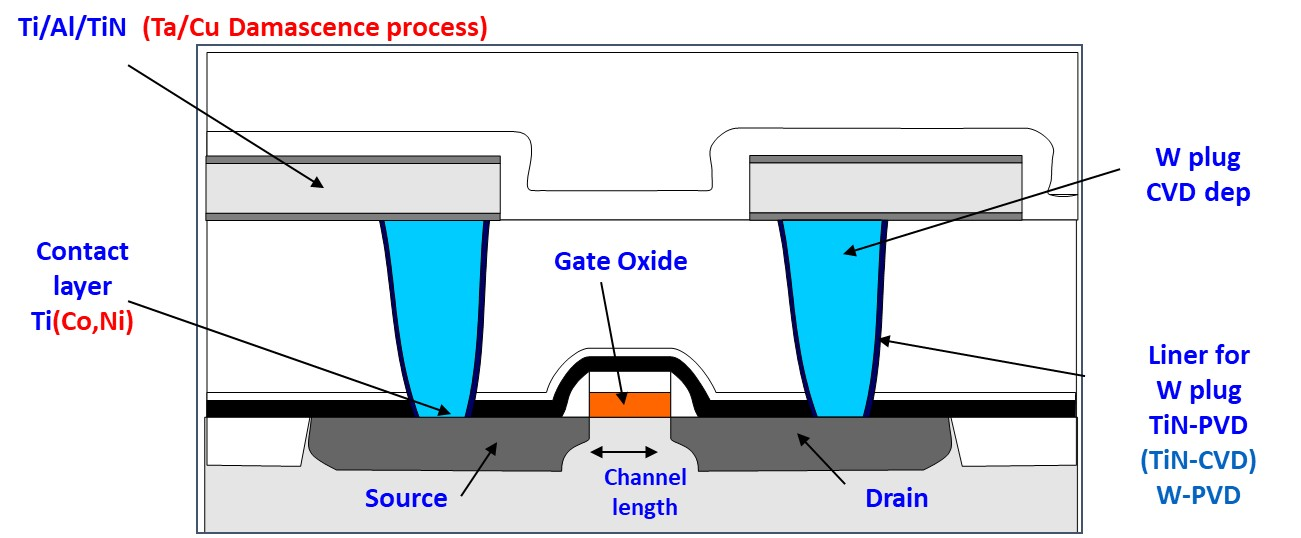 Ti/Al/TiN (Ta/Cu Damascence process)
W plug
CVD dep
Contact
layer
Ti(Co,Ni)
Gate Oxide
Liner for
W plug
TiN-PVD
(TiN-CVD)
W-PVD
Source
Channel
length
Drain